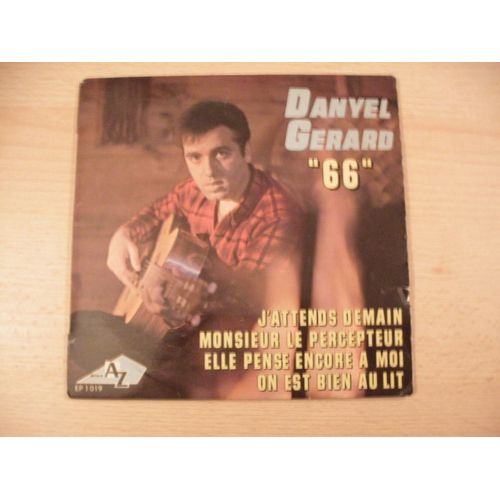 DANYEL
GERARD
"66"
J'ATTENDS DEMAIN
MONSIEUR LE PERCEPTEUR
ELLE PENSE ENCORE A MOI
ON EST BIEN AU LIT
AZ
EP 1019